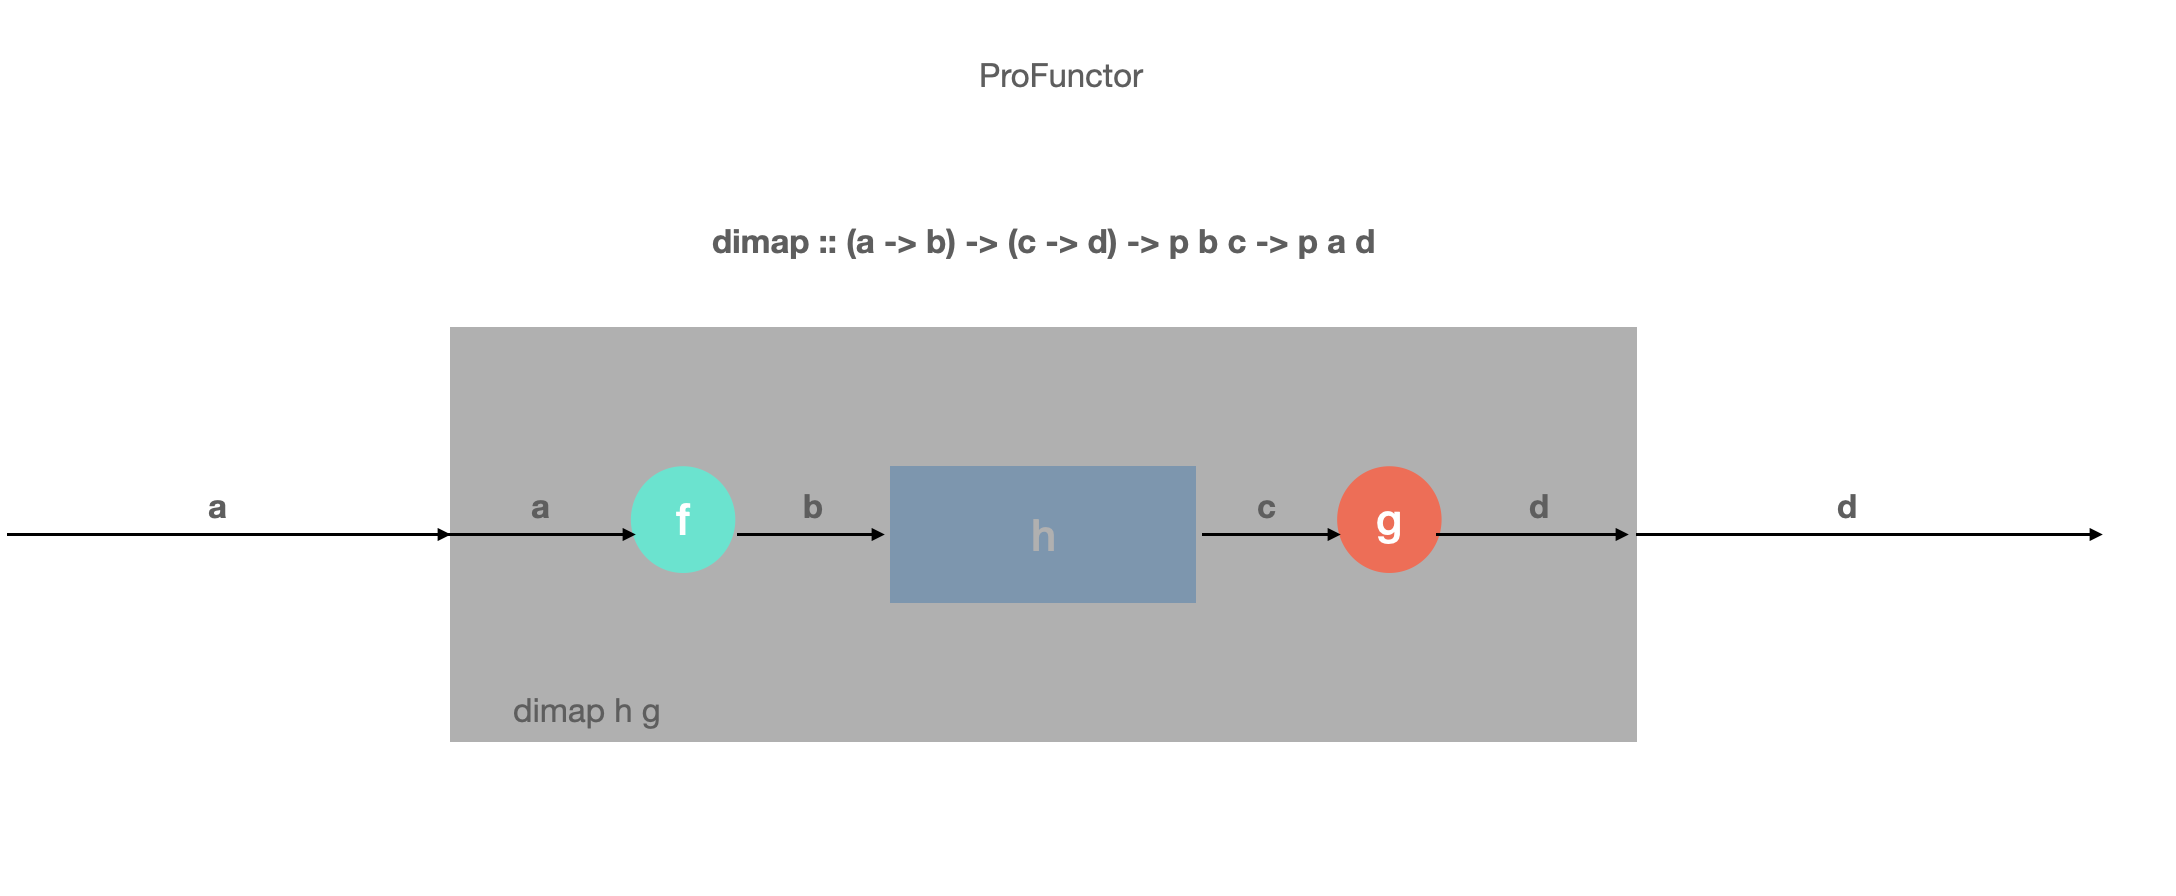 ProFunctor
dimap :: (a -> b) -> (c -> d) -> p b c -> p a d
a a f b h c g d d
dimap h g